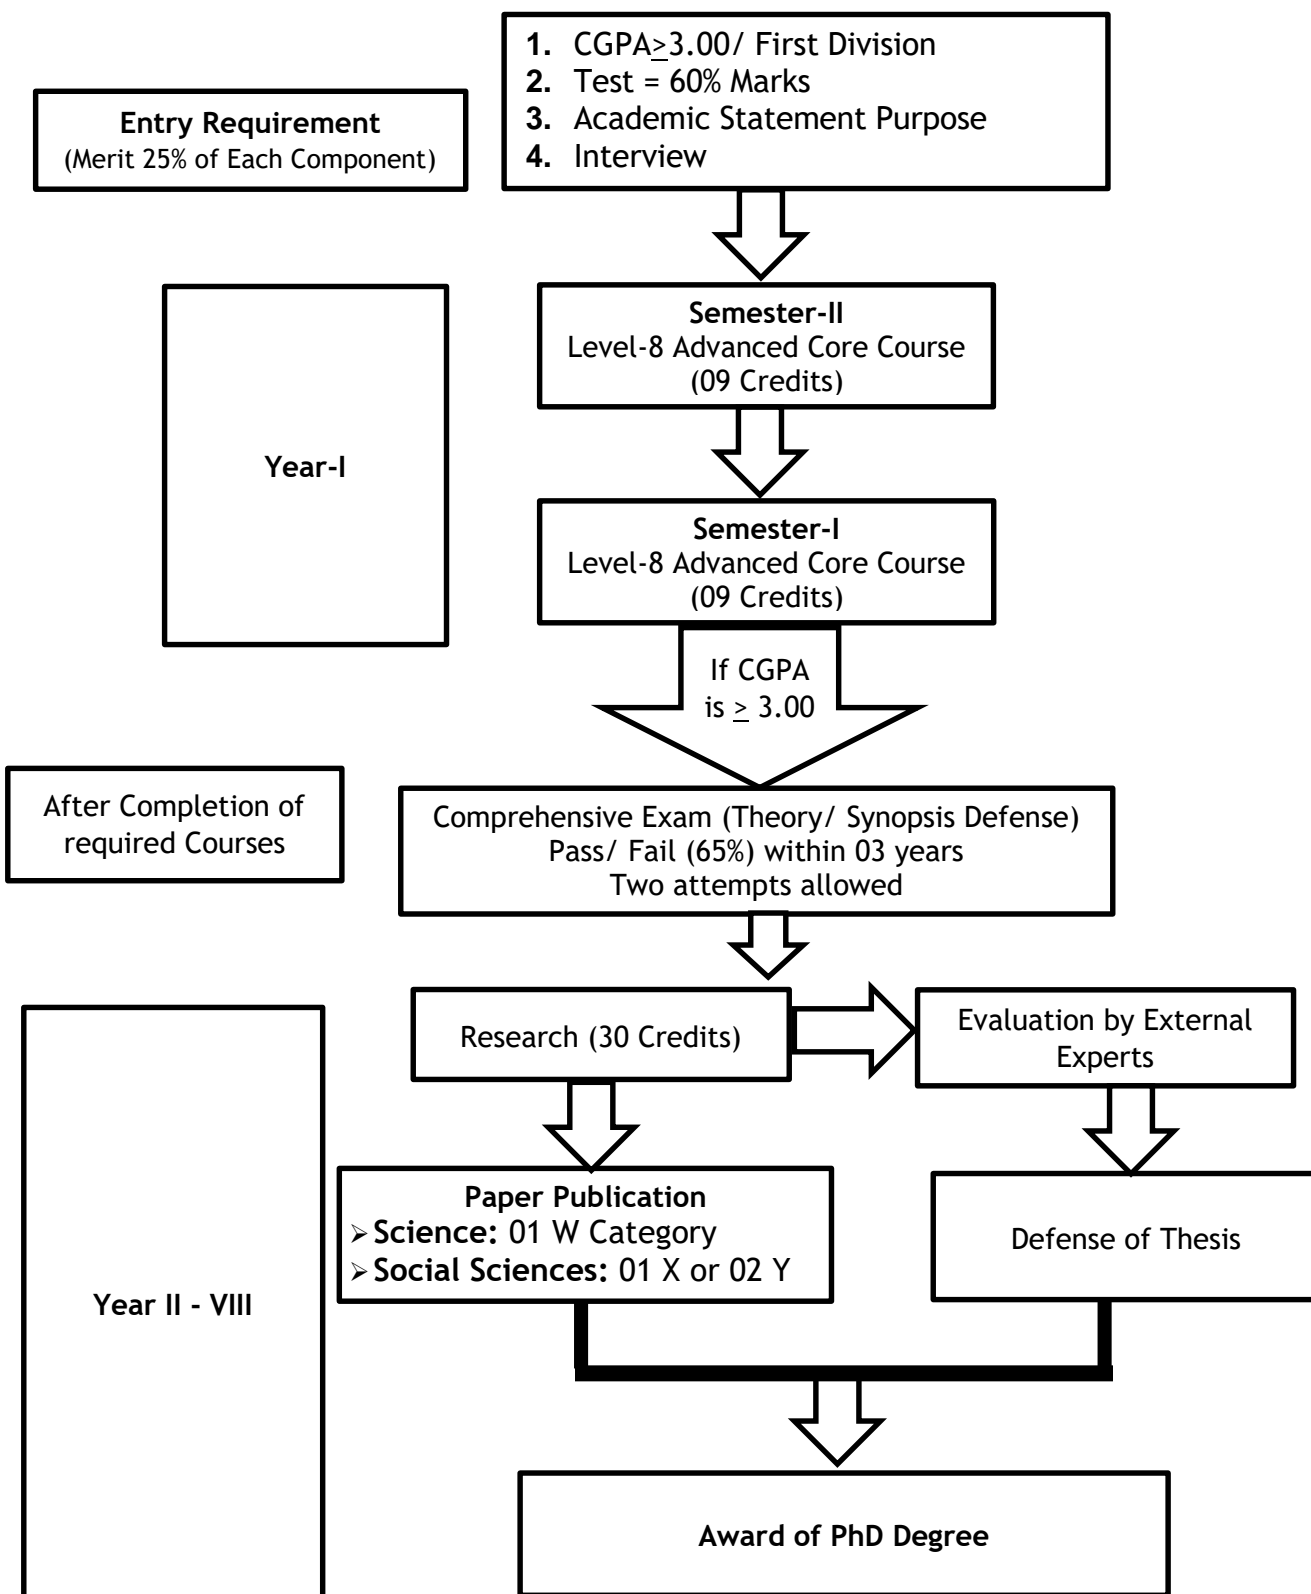 1. CGPA≥3.00/ First Division
2. Test = 60% Marks
3. Academic Statement Purpose
4. Interview
Entry Requirement
(Merit 25% of Each Component)
Semester-II
Level-8 Advanced Core Course
(09 Credits)
Year-I
Semester-I
Level-8 Advanced Core Course
(09 Credits)
If CGPA
is ≥ 3.00
After Completion of
required Courses
Comprehensive Exam (Theory/ Synopsis Defense)
Pass/ Fail (65%) within 03 years
Two attempts allowed
Research (30 Credits)
Evaluation by External
Experts
Paper Publication
➢ Science: 01 W Category
➢ Social Sciences: 01 X or 02 Y
Defense of Thesis
Year II - VIII
Award of PhD Degree